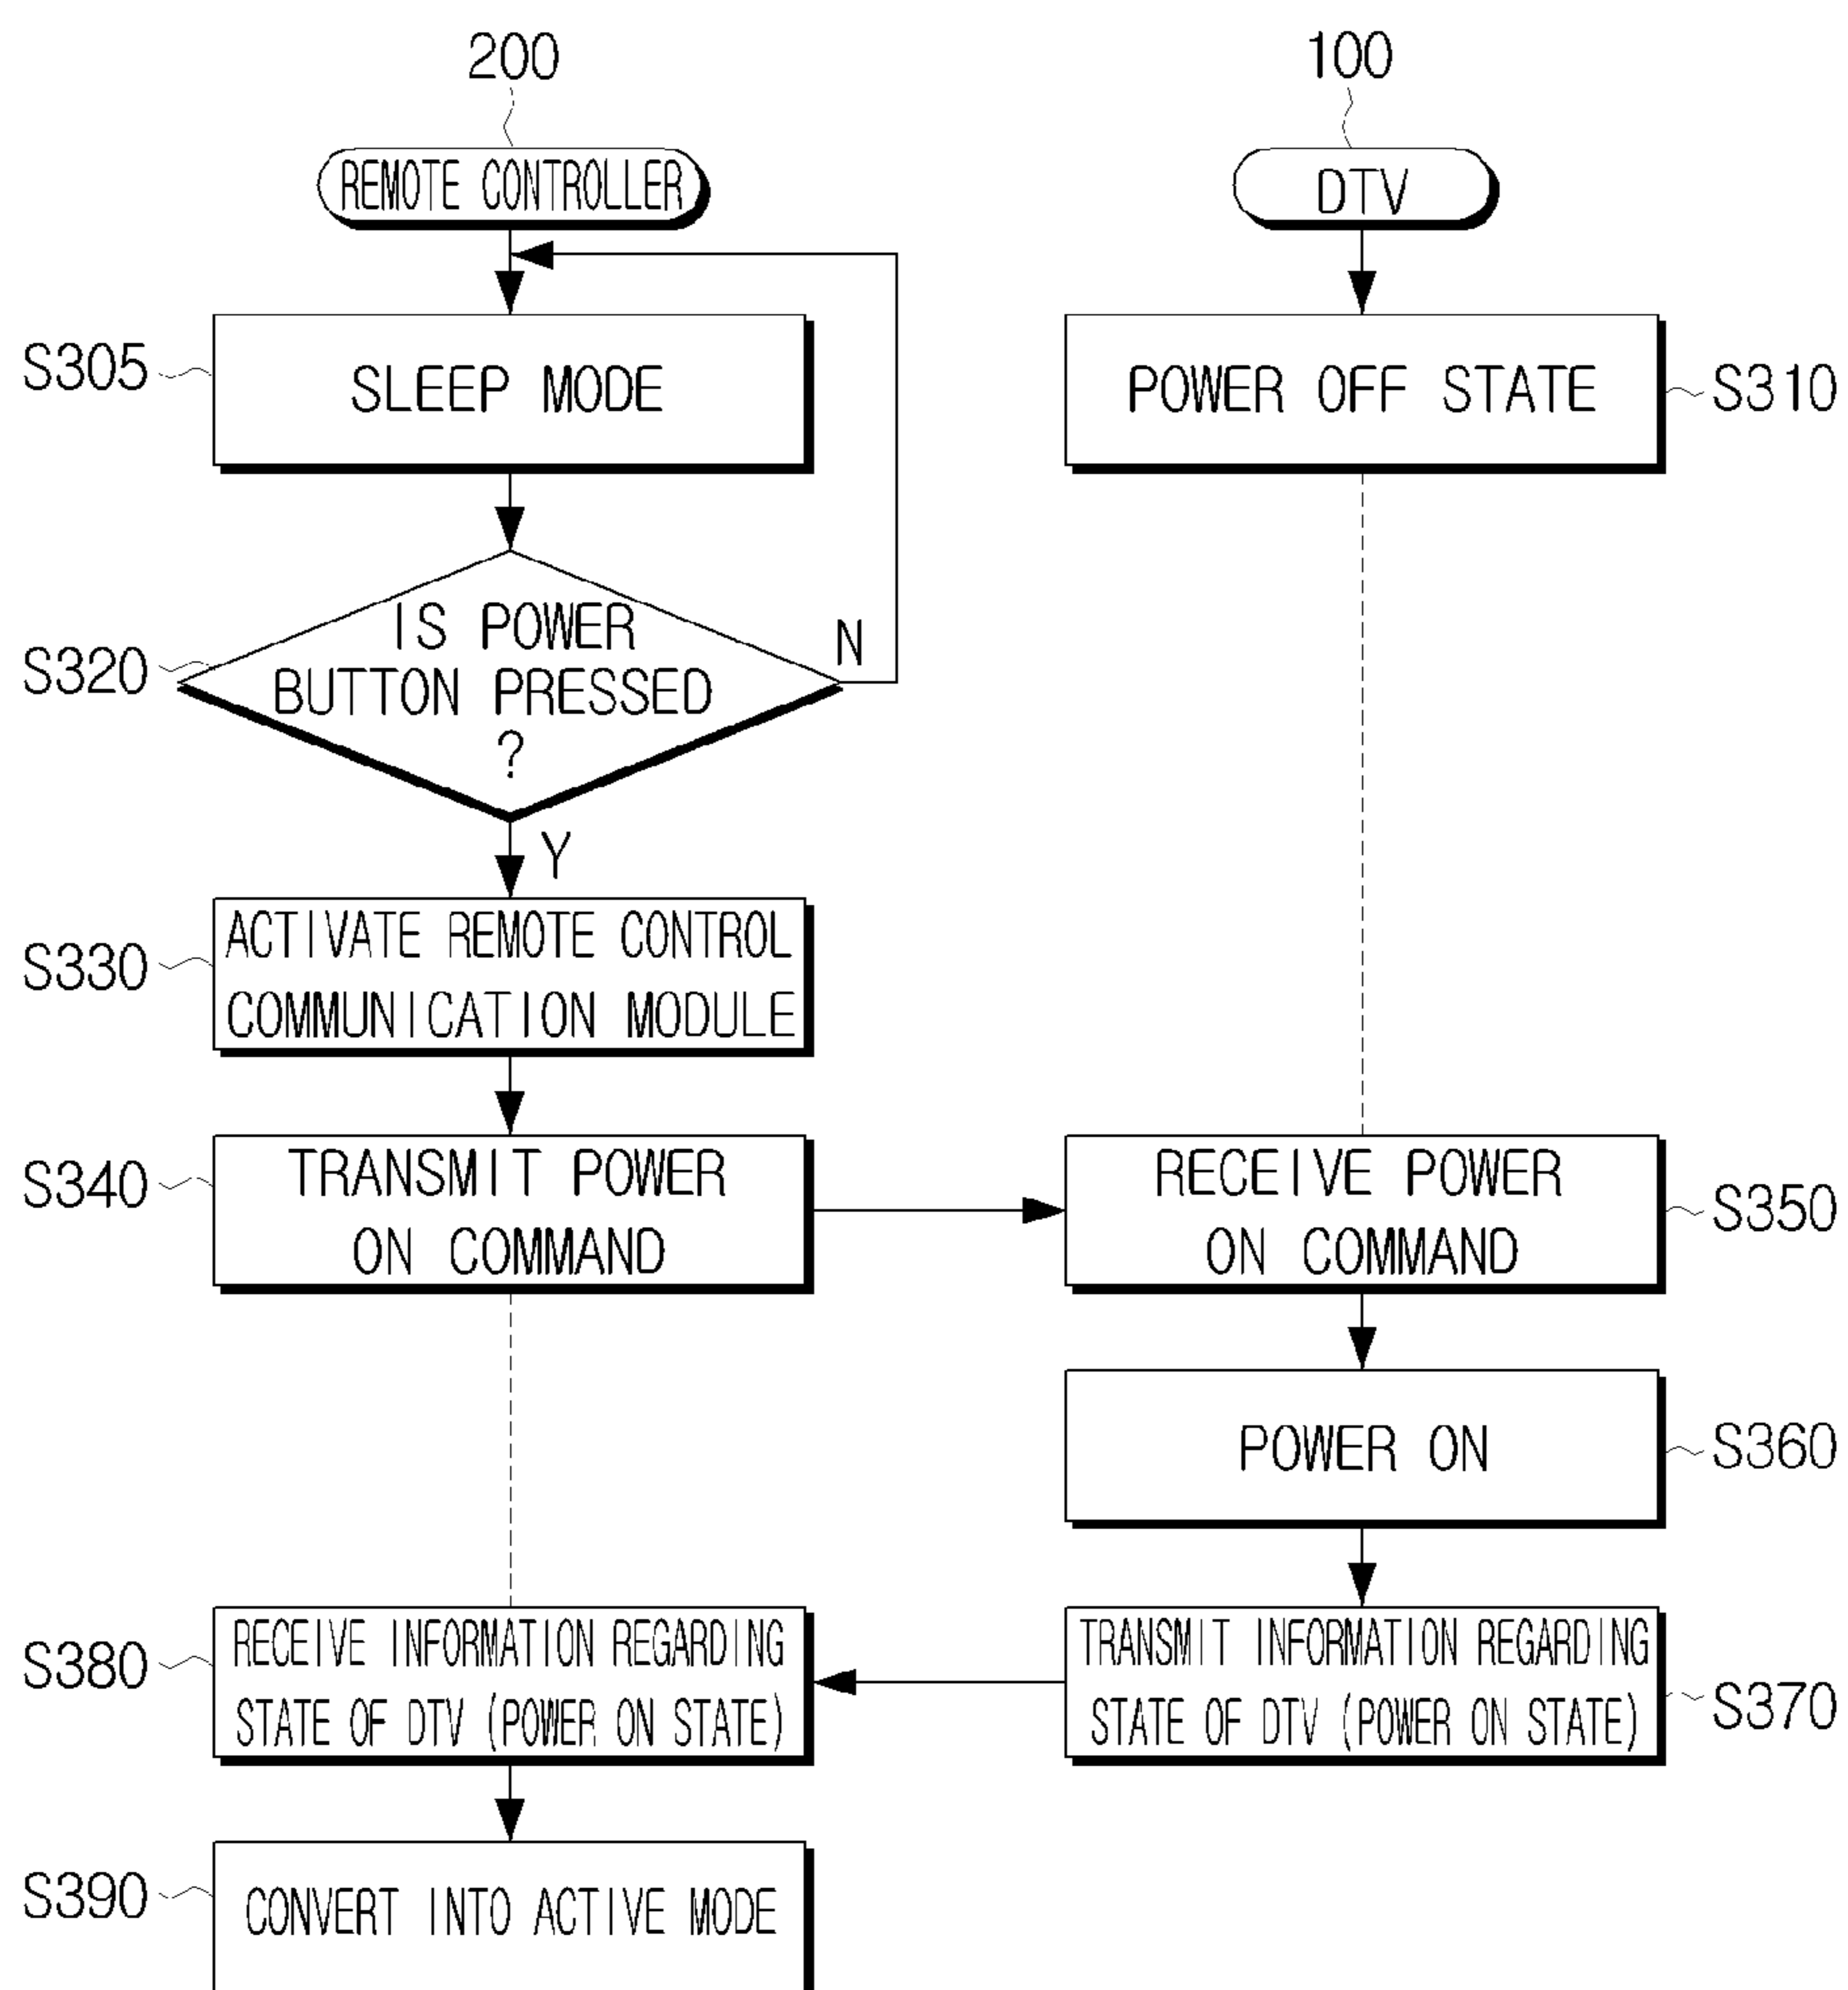 200
100
REMOTE CONTROLLER
DTV
S305
SLEEP MODE
POWER OFF STATE
S310
S320
IS POWER
BUTTON PRESSED
?
N
Y
S330
ACTIVATE REMOTE CONTROL
COMMUNICATION MODULE
S340
TRANSMIT POWER
ON COMMAND
RECEIVE POWER
ON COMMAND
S350
POWER ON
S360
S380
RECEIVE INFORMATION REGARDING
STATE OF DTV (POWER ON STATE)
TRANSMIT INFORMATION REGARDING
STATE OF DTV (POWER ON STATE)
S370
S390
CONVERT INTO ACTIVE MODE